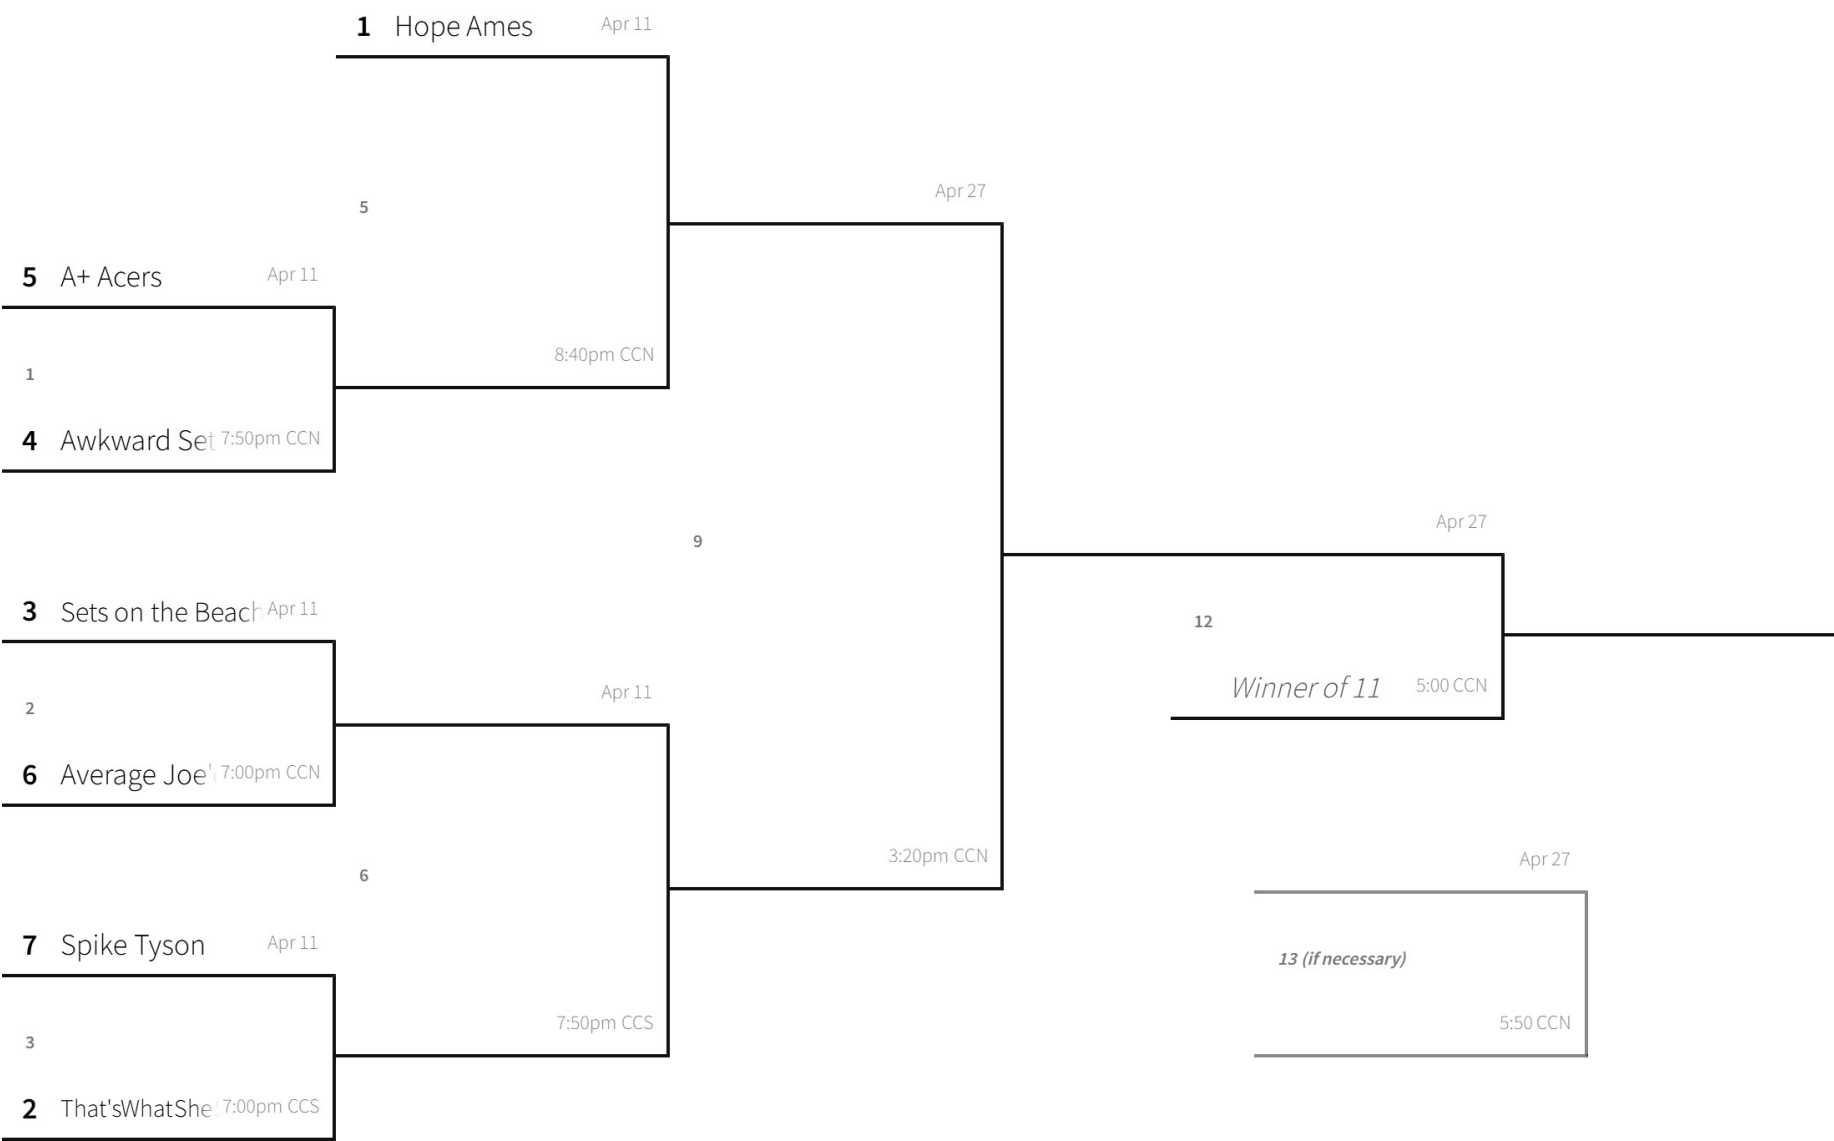 1 Hope Ames Apr 11
Apr 27
5
5 A+ Acers Apr 11
8:40pm CCN
1
4 Awkward Set 7:50pm CCN
Apr 27
9
3 Sets on the Beach Apr 11
12
Winner of 11 5:00 CCN
Apr 11
2
6 Average Joe' 7:00pm CCN
3:20pm CCN
Apr 27
6
7 Spike Tyson Apr 11
13 (if necessary)
7:50pm CCS
5:50 CCN
3
2 That'sWhatShe 7:00pm CCS